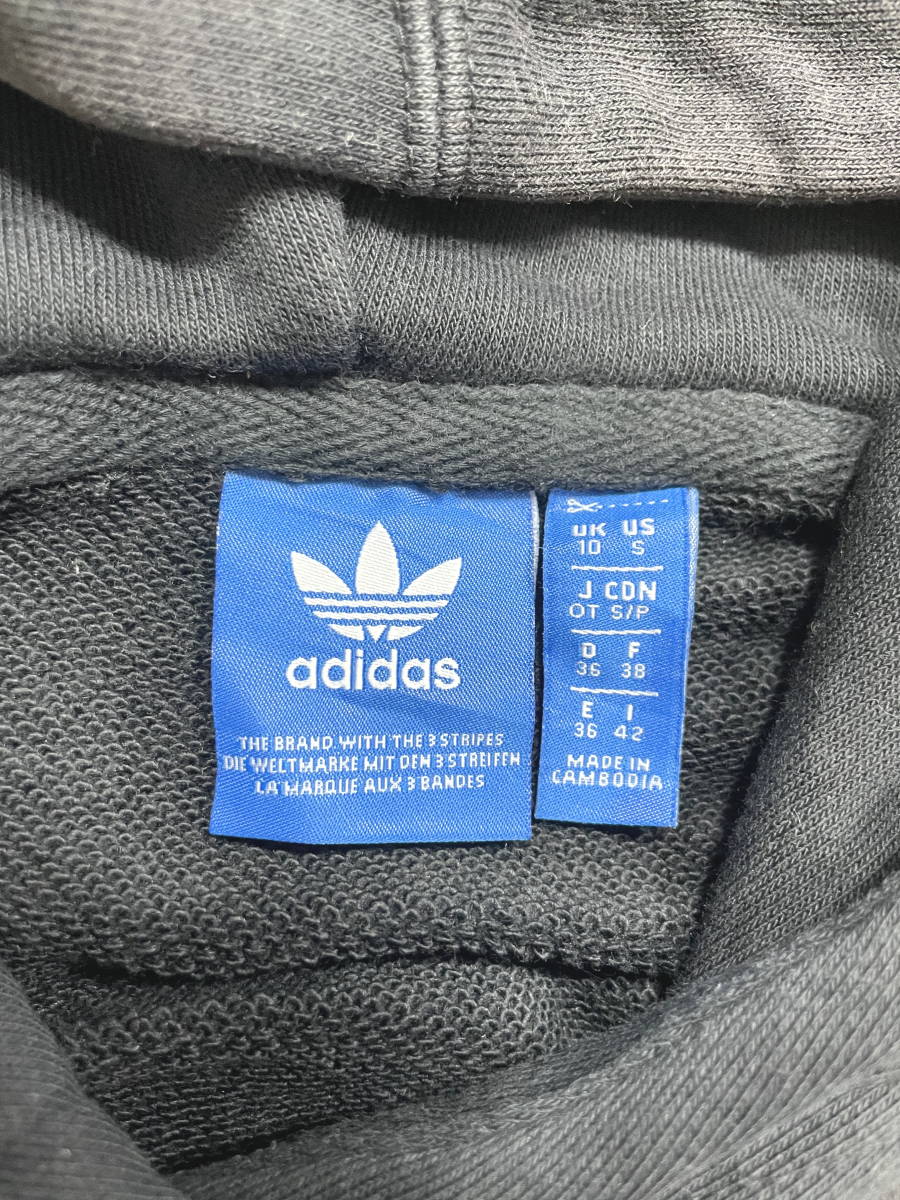 adidas
THE BRAND WITH THE 3 STRIPES
DIE WELTMARKE MIT DEN 3 STREIFEN
LA MARQUE AUX 3 BANDES
UK US
10 S
J CDN
OT S/P
D F
36 38
E I
36 42
MADE IN
CAMBODIA